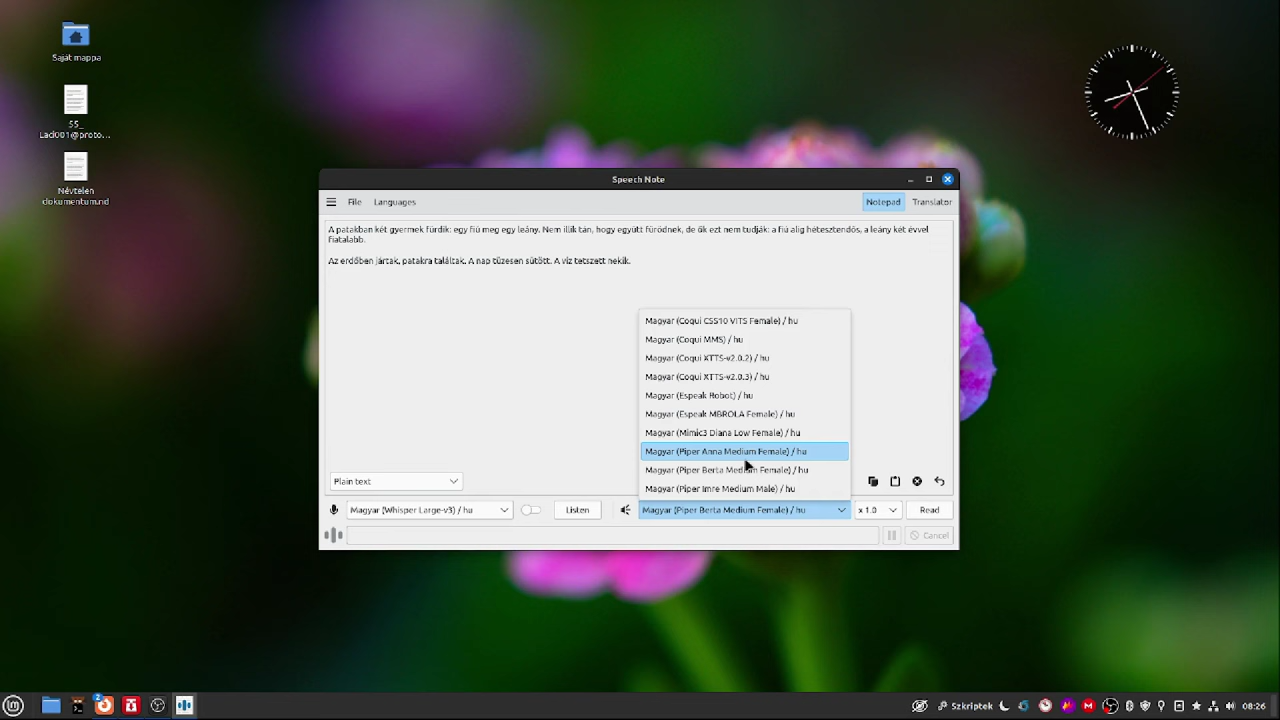 Saját mappa
55_
Laci001@proto...
Névtelen
dokumentum.md
Speech Note
File Languages Notepad Translator
A patakban két gyermek fürdik: egy fiú meg egy leány. Nem illik tán, hogy együtt fürödnek, de ők ezt nem tudják: a fiú alig hétesztendős, a leány két évvel
fiatalabb.
Az erdőben jártak, patakra találtak. A nap tüzesen sütött. A víz tetszett nekik.
Magyar (Coqui CSS10 VITS Female) / hu
Magyar (Coqui MMS) / hu
Magyar (Coqui XTTS-v2.0.2) / hu
Magyar (Coqui XTTS-v2.0.3) / hu
Magyar (Espeak Robot) / hu
Magyar (Espeak MBROLA Female) / hu
Magyar (Mimic3 Diana Low Female) / hu
Magyar (Piper Anna Medium Female) / hu
Magyar (Piper Berta Medium Female) / hu
Magyar (Piper Imre Medium Male) / hu
Plain text
Magyar (Whisper Large-v3) / hu Listen Magyar (Piper Berta Medium Female) / hu x 1.0 Read
Cancel
2
Szkriptek 08:26